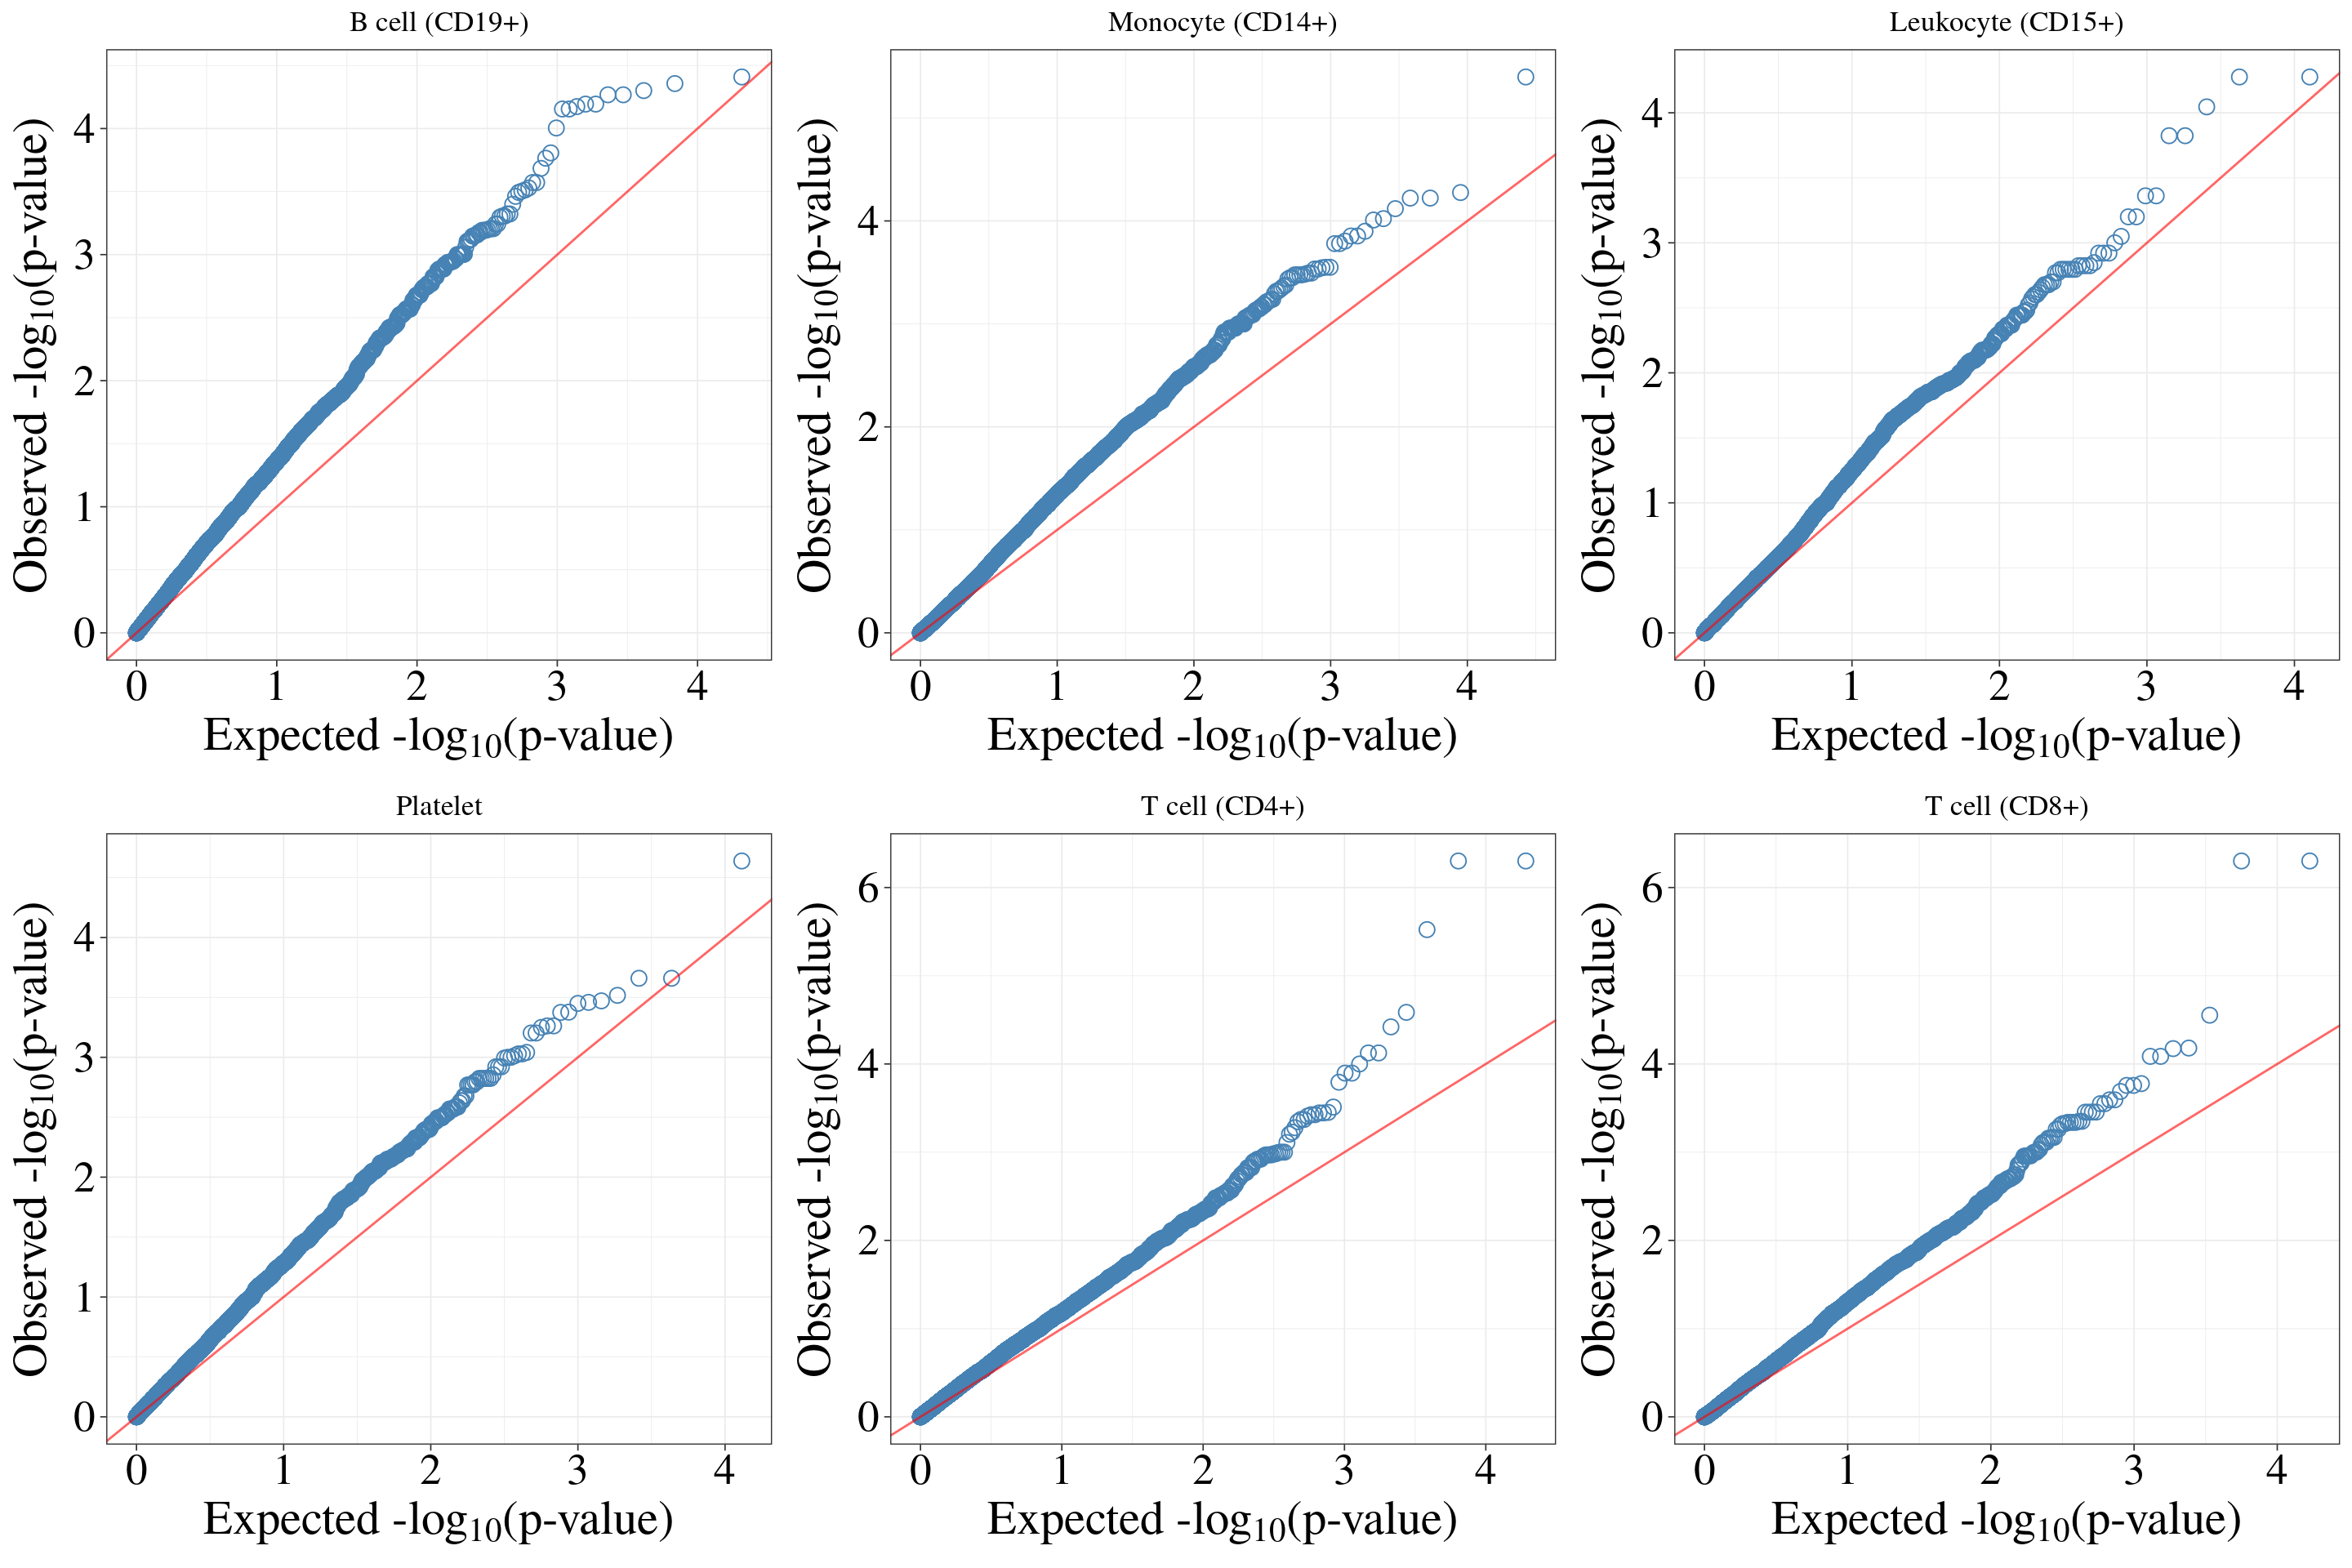 B cell (CD19+)
Observed -log10(p-value)
4
3
2
1
0
0 1 2 3 4
Expected -log10(p-value)
Monocyte (CD14+)
Observed -log10(p-value)
4
2
0
0 1 2 3 4
Expected -log10(p-value)
Leukocyte (CD15+)
Observed -log10(p-value)
4
3
2
1
0
0 1 2 3 4
Expected -log10(p-value)
Platelet
Observed -log10(p-value)
4
3
2
1
0
0 1 2 3 4
Expected -log10(p-value)
T cell (CD4+)
Observed -log10(p-value)
6
4
2
0
0 1 2 3 4
Expected -log10(p-value)
T cell (CD8+)
Observed -log10(p-value)
6
4
2
0
0 1 2 3 4
Expected -log10(p-value)